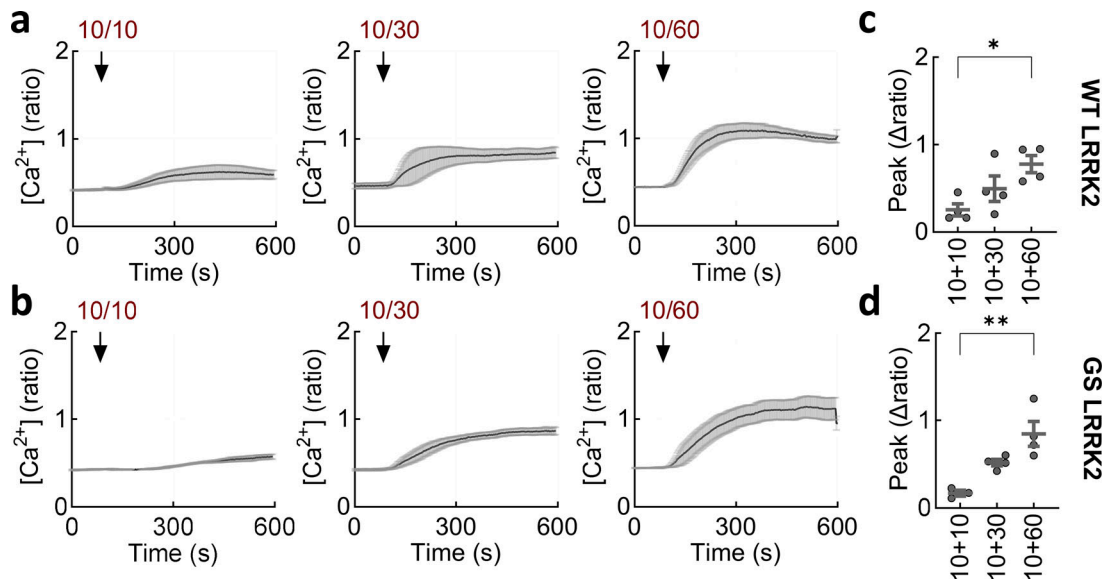 a
10/10
10/30
10/60
[Ca²⁺] (ratio)
2
1
0
0
300
600
Time (s)
[Ca²⁺] (ratio)
2
1
0
0
300
600
Time (s)
[Ca²⁺] (ratio)
2
1
0
0
300
600
Time (s)
c
*
Peak (Δratio)
2
1
0
10+10
10+30
10+60
WT LRRK2
b
10/10
10/30
10/60
[Ca²⁺] (ratio)
2
1
0
0
300
600
Time (s)
[Ca²⁺] (ratio)
2
1
0
0
300
600
Time (s)
[Ca²⁺] (ratio)
2
1
0
0
300
600
Time (s)
d
**
Peak (Δratio)
2
1
0
10+10
10+30
10+60
GS LRRK2